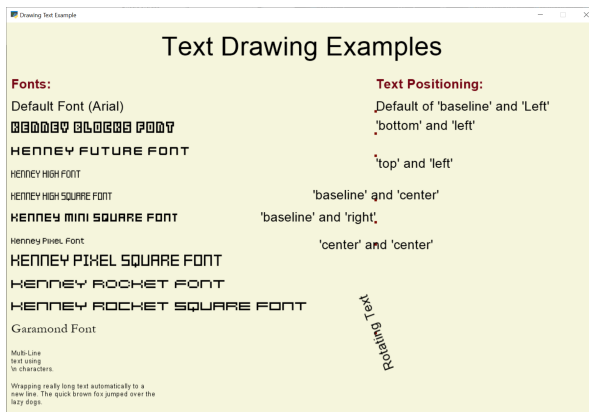 Drawing Text Example
Text Drawing Examples
Fonts:
Default Font (Arial)
KENNEY BLOCKS FONT
KENNEY FUTURE FONT
KENNEY HIGH FONT
KENNEY HIGH SQUARE FONT
KENNEY MINI SQUARE FONT
Kenney Pixel Font
KENNEY PIXEL SQUARE FONT
KENNEY ROCKET FONT
KENNEY ROCKET SQUARE FONT
Garamond Font
Multi-Line
text using
\n characters.
Wrapping really long text automatically to a
new line. The quick brown fox jumped over the
lazy dogs.
Text Positioning:
Default of 'baseline' and 'Left'
'bottom' and 'left'
'top' and 'left'
'baseline' and 'center'
'baseline' and 'right'
'center' and 'center'
Rotating Text